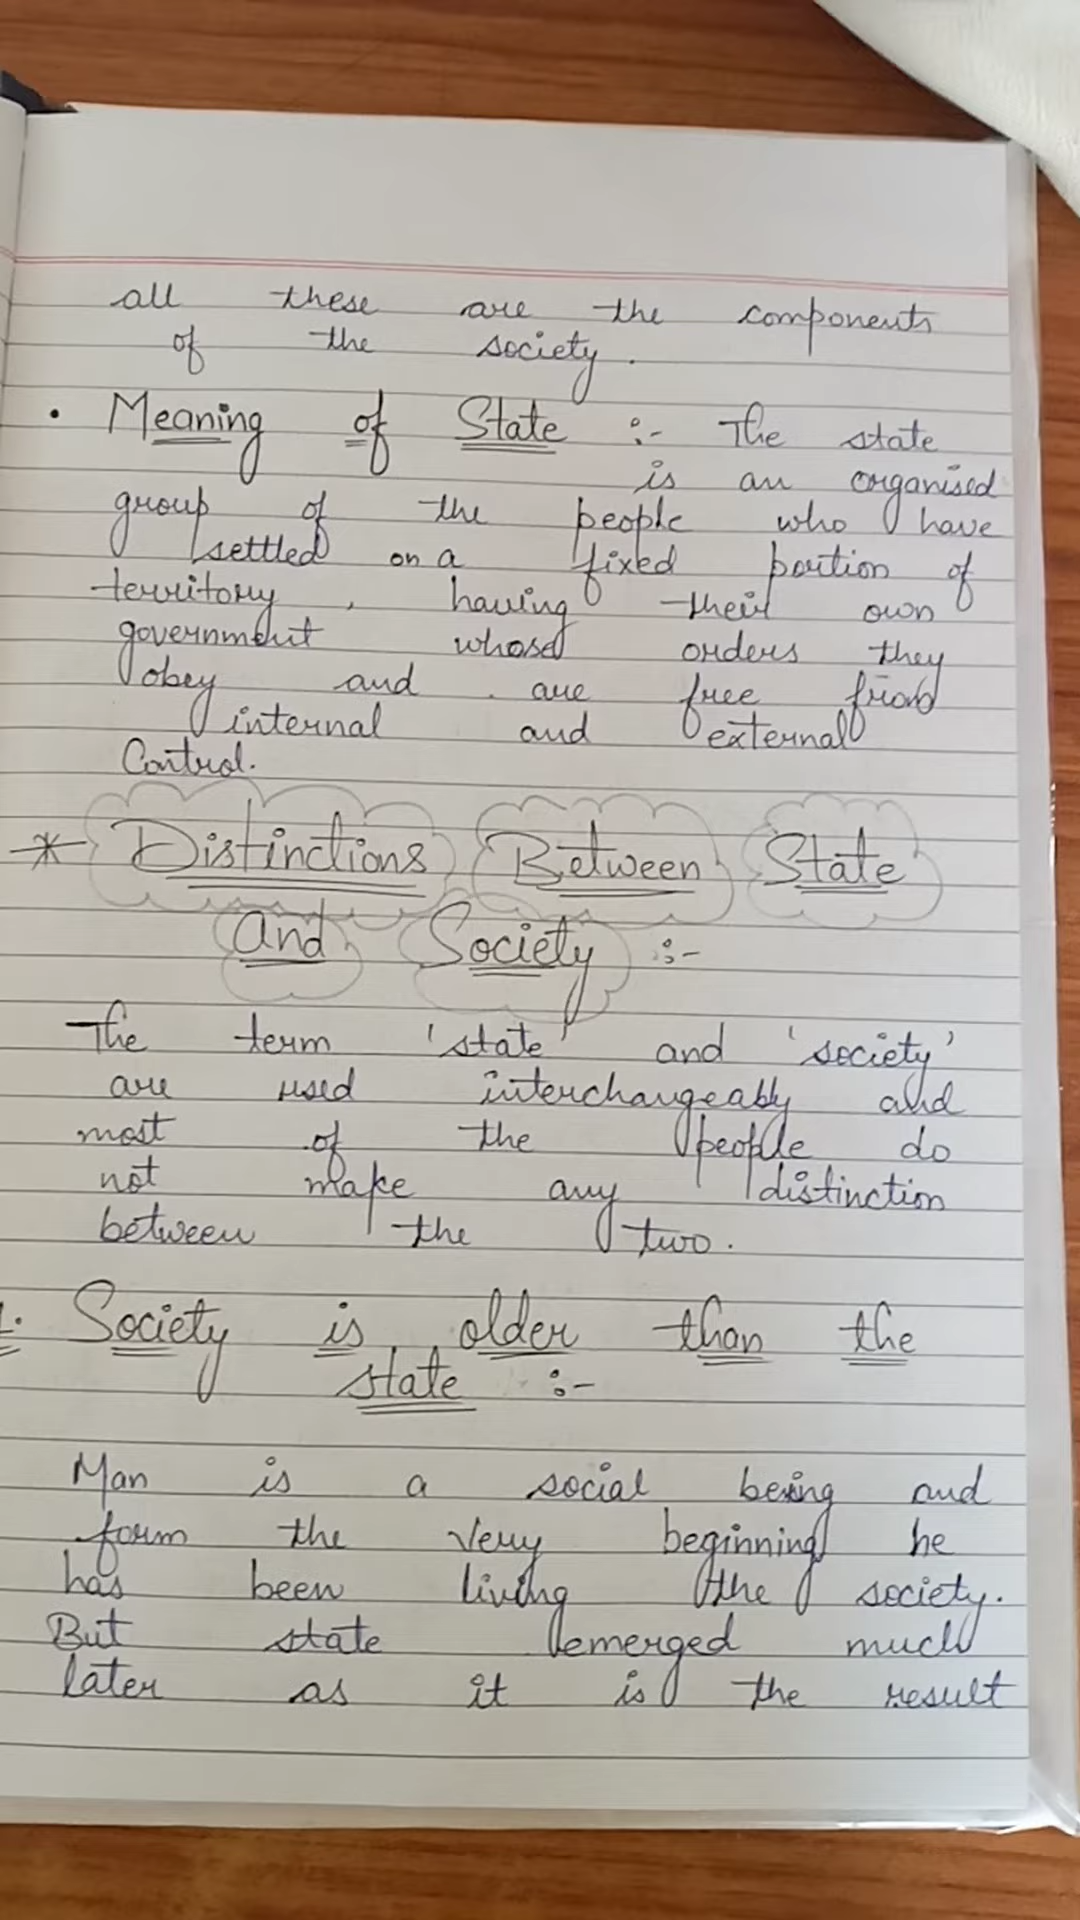 all these are the components
of the society.
• Meaning of State :- The state
is an organised
group of the people who have
settled on a fixed portion of
territory, having their own
government whose orders they
obey and are free from
internal and external
Control.
* Distinctions Between State
And Society :-
The term 'state' and 'society'
are used interchangeably and
most of the people do
not make any distinction
between the two.
1. Society is older than the
state :-
Man is a social being and
form the very beginning he
has been living the society.
But state emerged much
later as it is the result